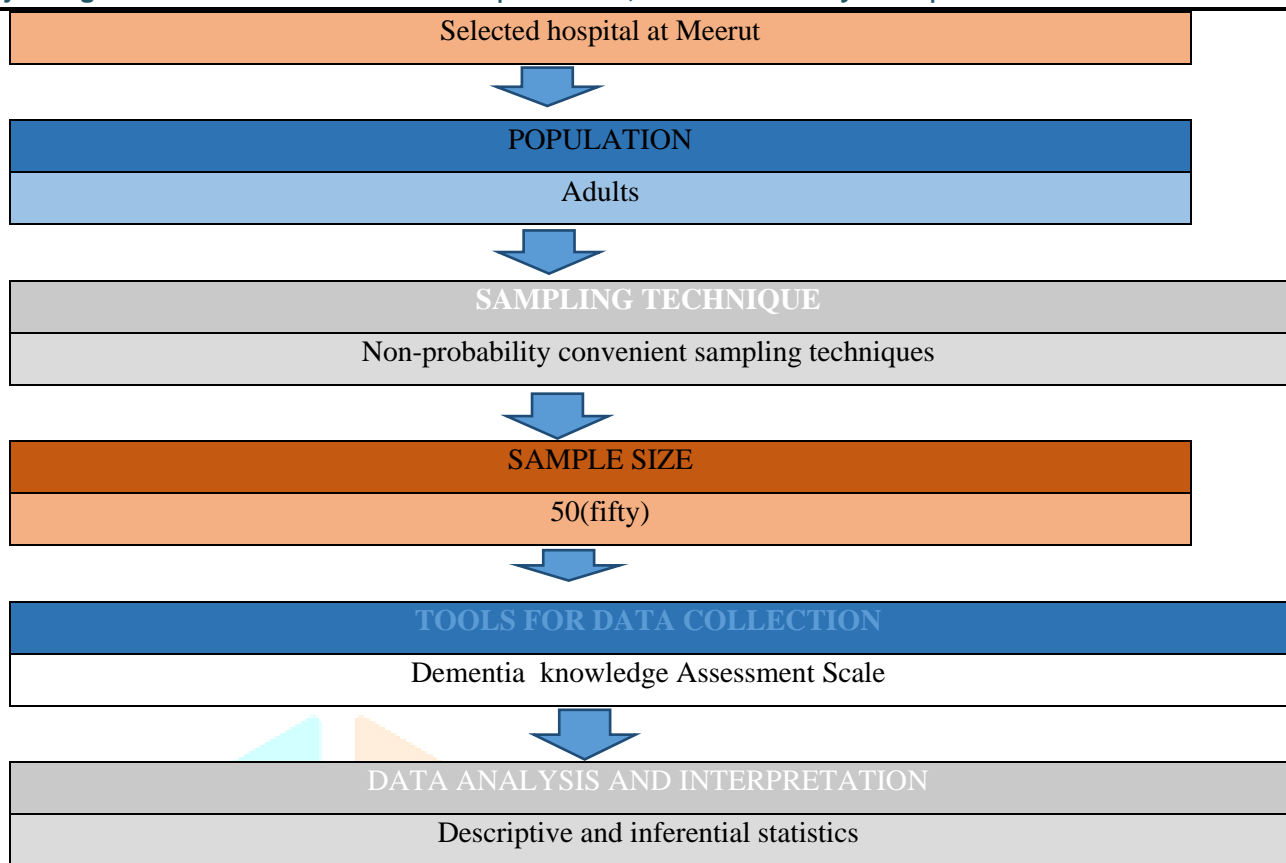 Selected hospital at Meerut
POPULATION
Adults
SAMPLING TECHNIQUE
Non-probability convenient sampling techniques
SAMPLE SIZE
50(fifty)
TOOLS FOR DATA COLLECTION
Dementia knowledge Assessment Scale
DATA ANALYSIS AND INTERPRETATION
Descriptive and inferential statistics